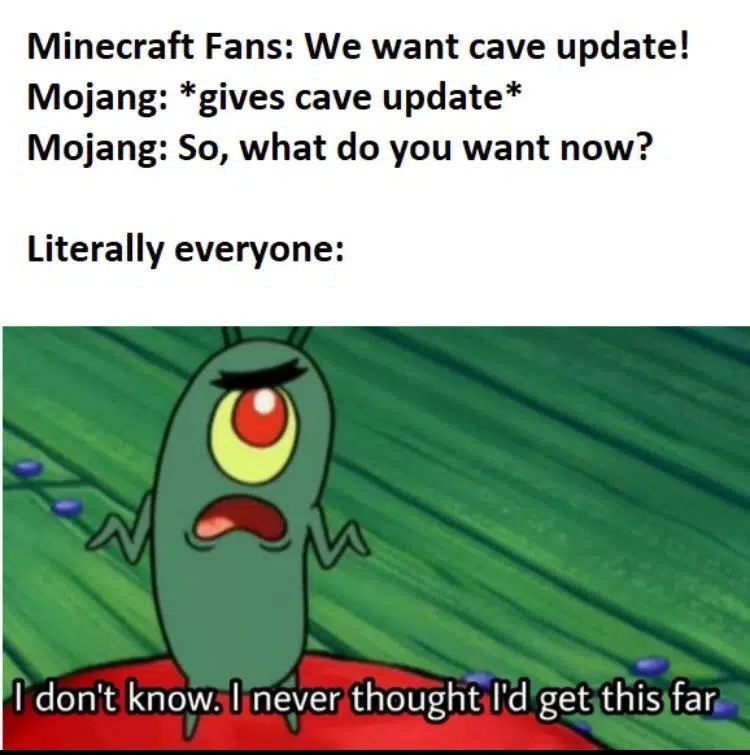 Minecraft Fans: We want cave update!
Mojang: *gives cave update*
Mojang: So, what do you want now?
Literally everyone:
I don't know. I never thought I'd get this far